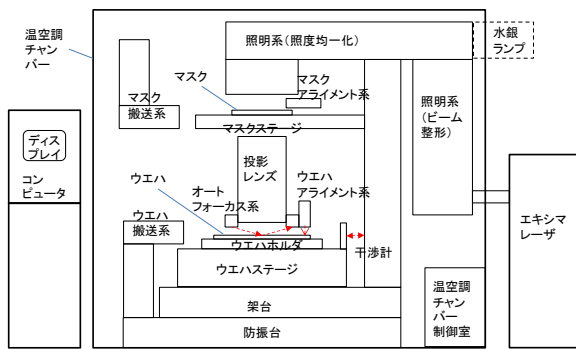 温空調
チャン
バー
照明系(照度均一化)
水銀
ランプ
マスク
マスク
アライメント系
マスク
搬送系
マスクステージ
照明系
(ビーム
整形)
ディス
プレイ
コン
ピュータ
投影
レンズ
ウエハ
オート
フォーカス系
ウエハ
アライメント系
ウエハ
搬送系
ウエハホルダ
干渉計
ウエハステージ
エキシマ
レーザ
架台
防振台
温空調
チャン
バー
制御室